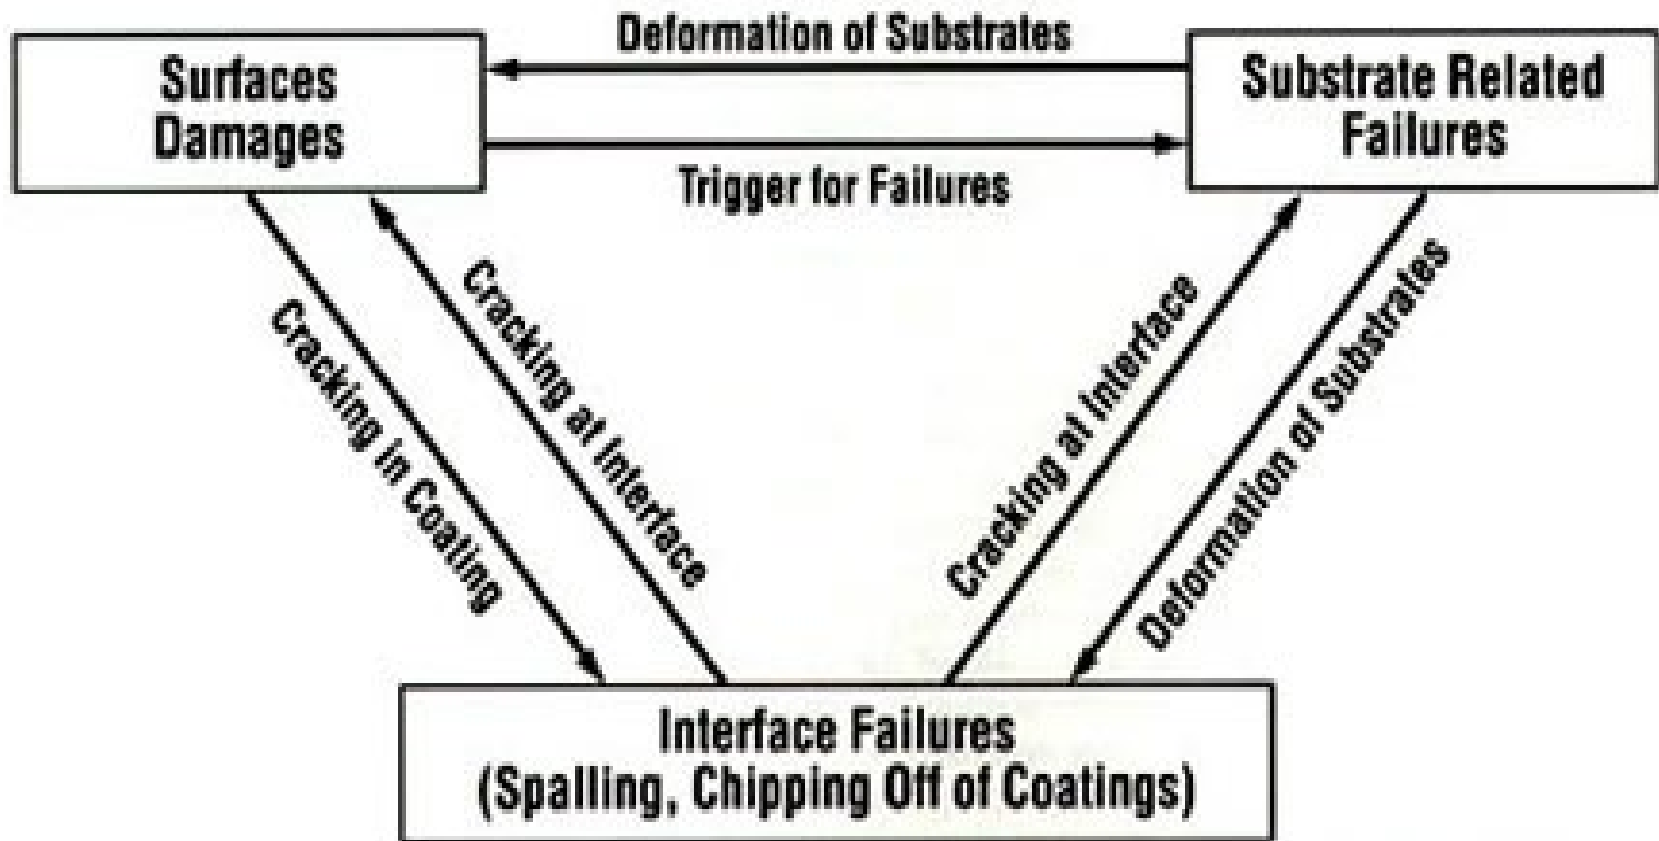 Deformation of Substrates
Surfaces
Damages
Substrate Related
Failures
Trigger for Failures
Cracking in Coating
Cracking at Interface
Cracking at Interface
Deformation of Substrates
Interface Failures
(Spalling, Chipping Off of Coatings)